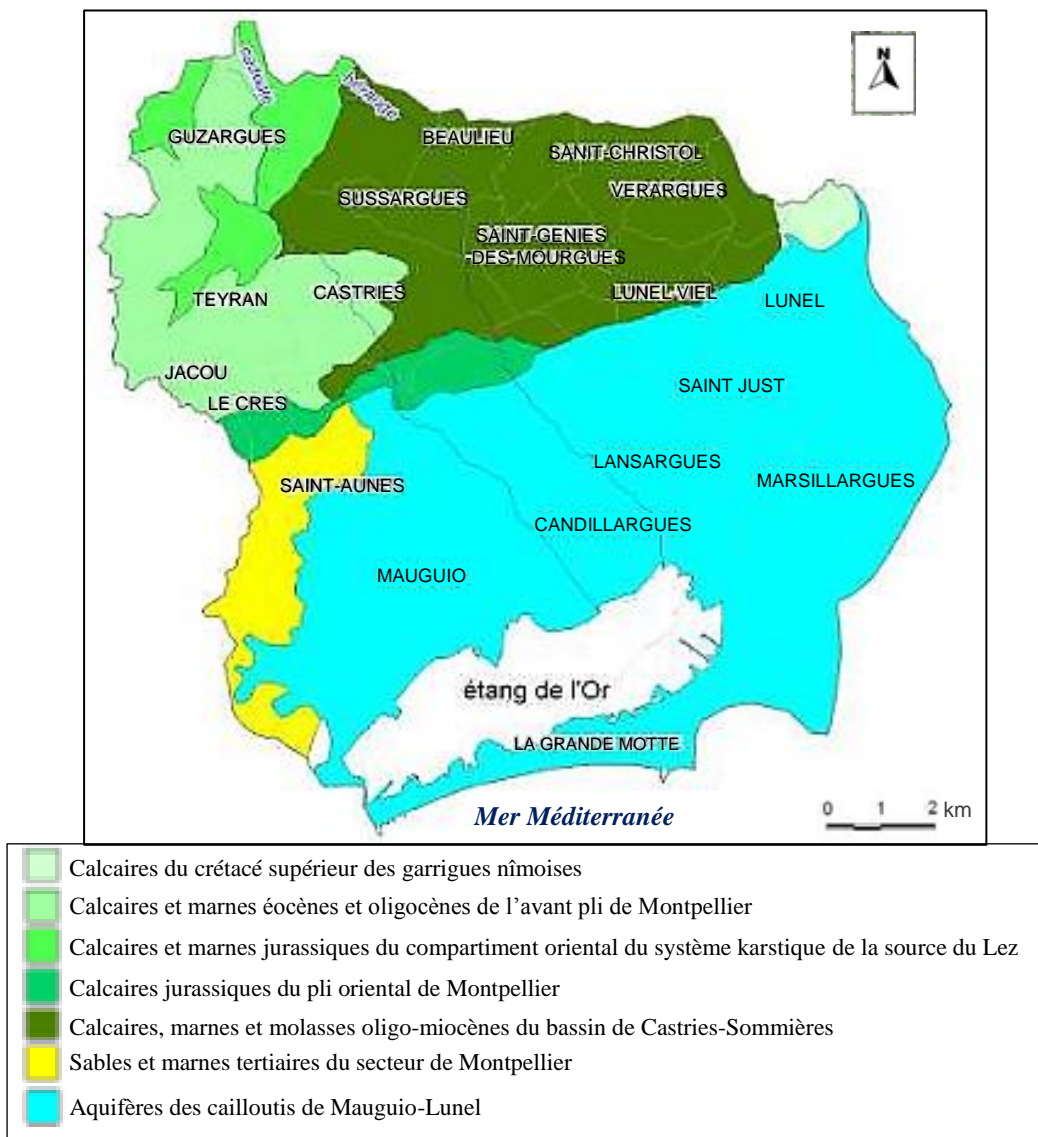 N
cadoule
bérange
GUZARGUES
BEAULIEU
SANIT-CHRISTOL
VERARGUES
SUSSARGUES
SAINT-GENIES
-DES-MOURGUES
TEYRAN
CASTRIES
LUNEL VIEL
LUNEL
JACOU
LE CRES
SAINT JUST
SAINT-AUNES
LANSARGUES
MARSILLARGUES
CANDILLARGUES
MAUGUIO
étang de l'Or
LA GRANDE MOTTE
Mer Méditerranée
0 1 2 km
Calcaires du crétacé supérieur des garrigues nîmoises
Calcaires et marnes éocènes et oligocènes de l’avant pli de Montpellier
Calcaires et marnes jurassiques du compartiment oriental du système karstique de la source du Lez
Calcaires jurassiques du pli oriental de Montpellier
Calcaires, marnes et molasses oligo-miocènes du bassin de Castries-Sommières
Sables et marnes tertiaires du secteur de Montpellier
Aquifères des cailloutis de Mauguio-Lunel